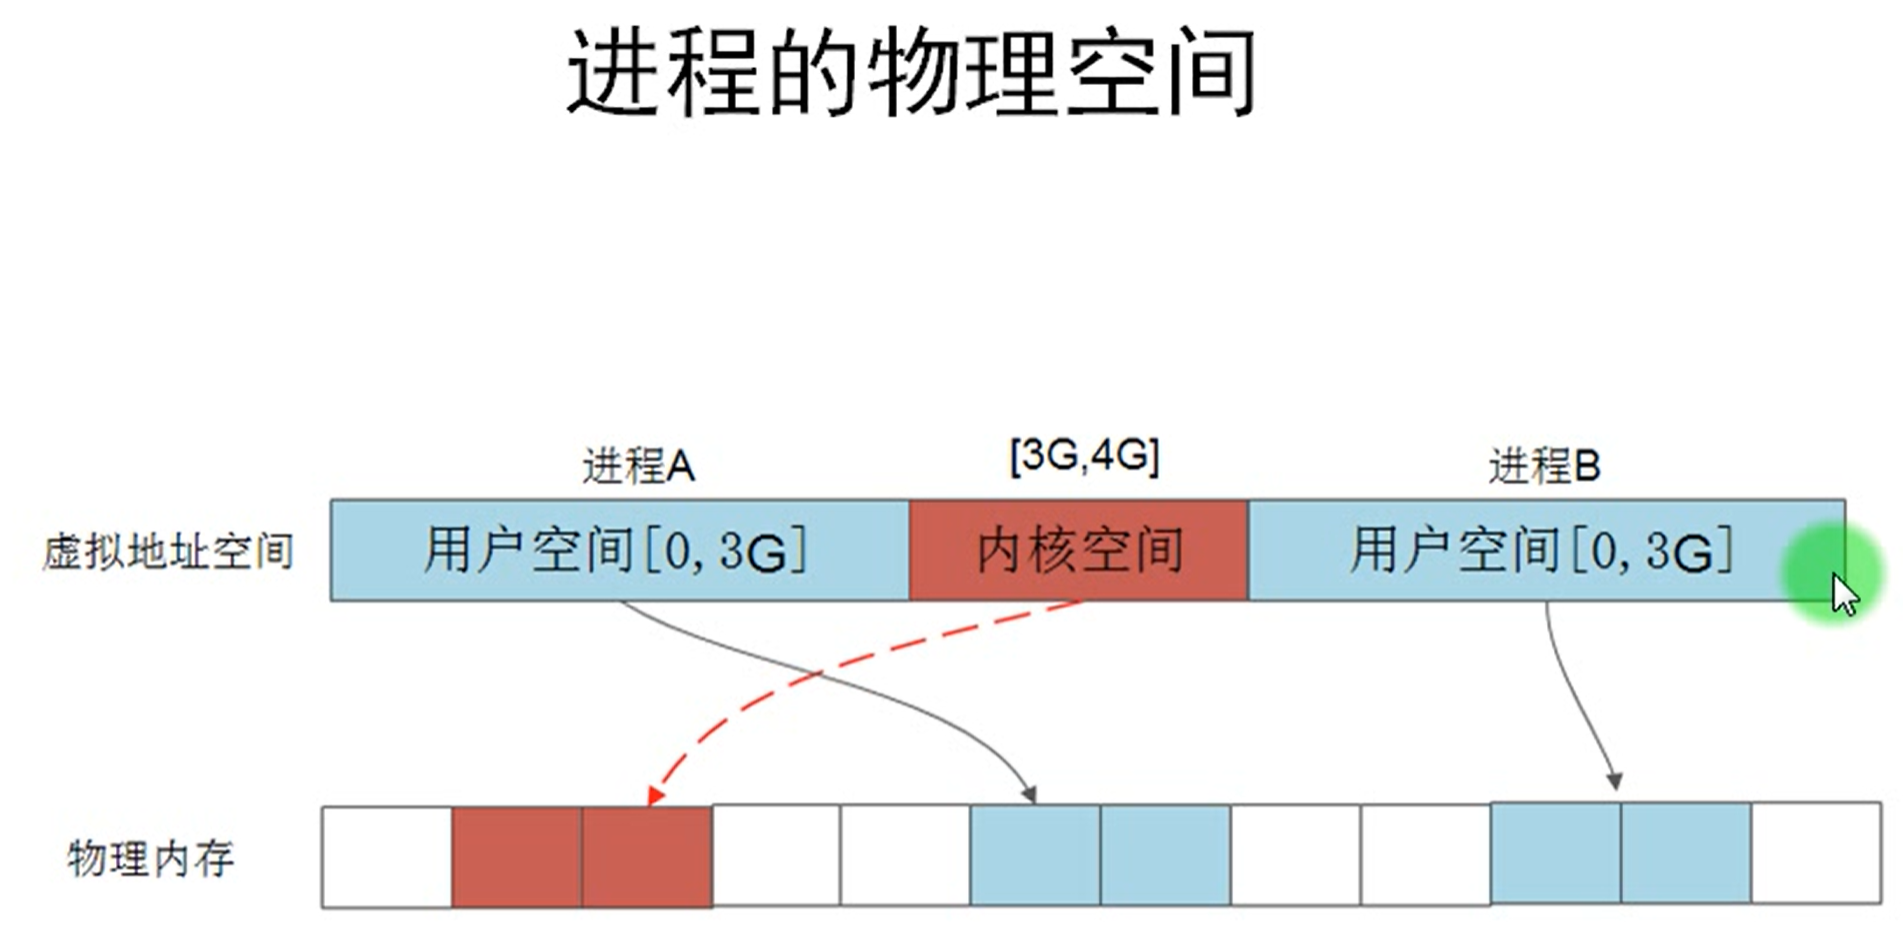 进程的物理空间
进程A
[3G,4G]
进程B
虚拟地址空间
用户空间[0,3G]
内核空间
用户空间[0,3G]
物理内存